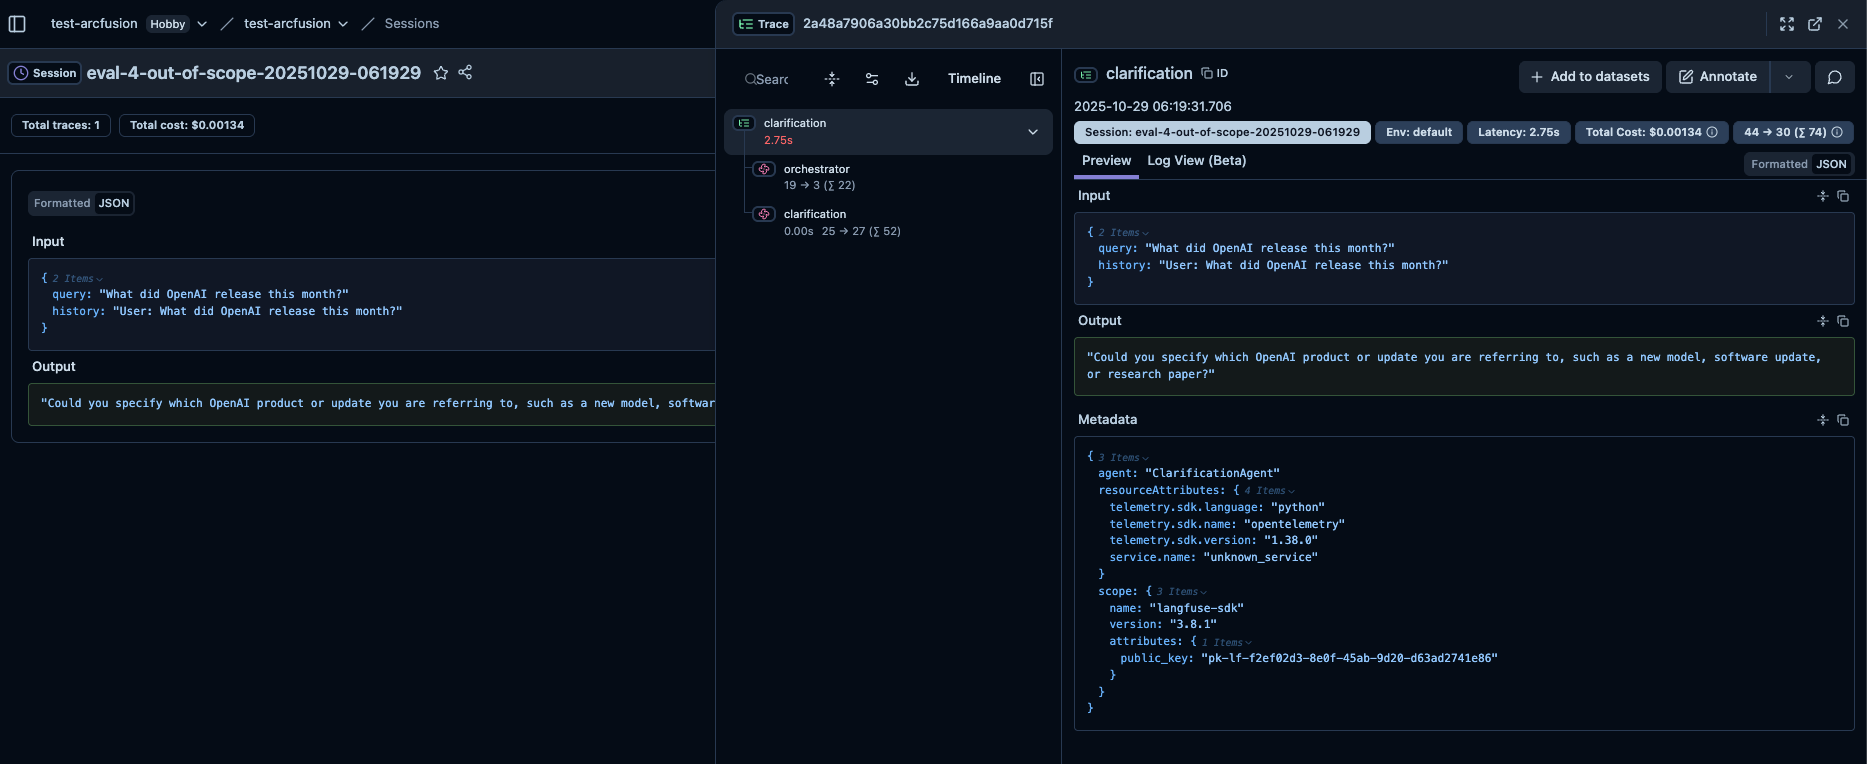 test-arcfusion Hobby / test-arcfusion / Sessions
Session eval-4-out-of-scope-20251029-061929
Total traces: 1 Total cost: $0.00134
Formatted JSON
Input
{ 2 Items
query: "What did OpenAI release this month?"
history: "User: What did OpenAI release this month?"
}
Output
"Could you specify which OpenAI product or update you are referring to, such as a new model, softwar
Trace 2a48a7906a30bb2c75d166a9aa0d715f
Searc Timeline
clarification
2.75s
orchestrator
19 → 3 (∑ 22)
clarification
0.00s 25 → 27 (∑ 52)
clarification ID
Add to datasets Annotate
2025-10-29 06:19:31.706
Session: eval-4-out-of-scope-20251029-061929 Env: default Latency: 2.75s Total Cost: $0.00134 44 → 30 (∑ 74)
Preview Log View (Beta) Formatted JSON
Input
{ 2 Items
query: "What did OpenAI release this month?"
history: "User: What did OpenAI release this month?"
}
Output
"Could you specify which OpenAI product or update you are referring to, such as a new model, software update,
or research paper?"
Metadata
{ 3 Items
agent: "ClarificationAgent"
resourceAttributes: { 4 Items
telemetry.sdk.language: "python"
telemetry.sdk.name: "opentelemetry"
telemetry.sdk.version: "1.38.0"
service.name: "unknown_service"
}
scope: { 3 Items
name: "langfuse-sdk"
version: "3.8.1"
attributes: { 1 Items
public_key: "pk-lf-f2ef02d3-8e0f-45ab-9d20-d63ad2741e86"
}
}
}